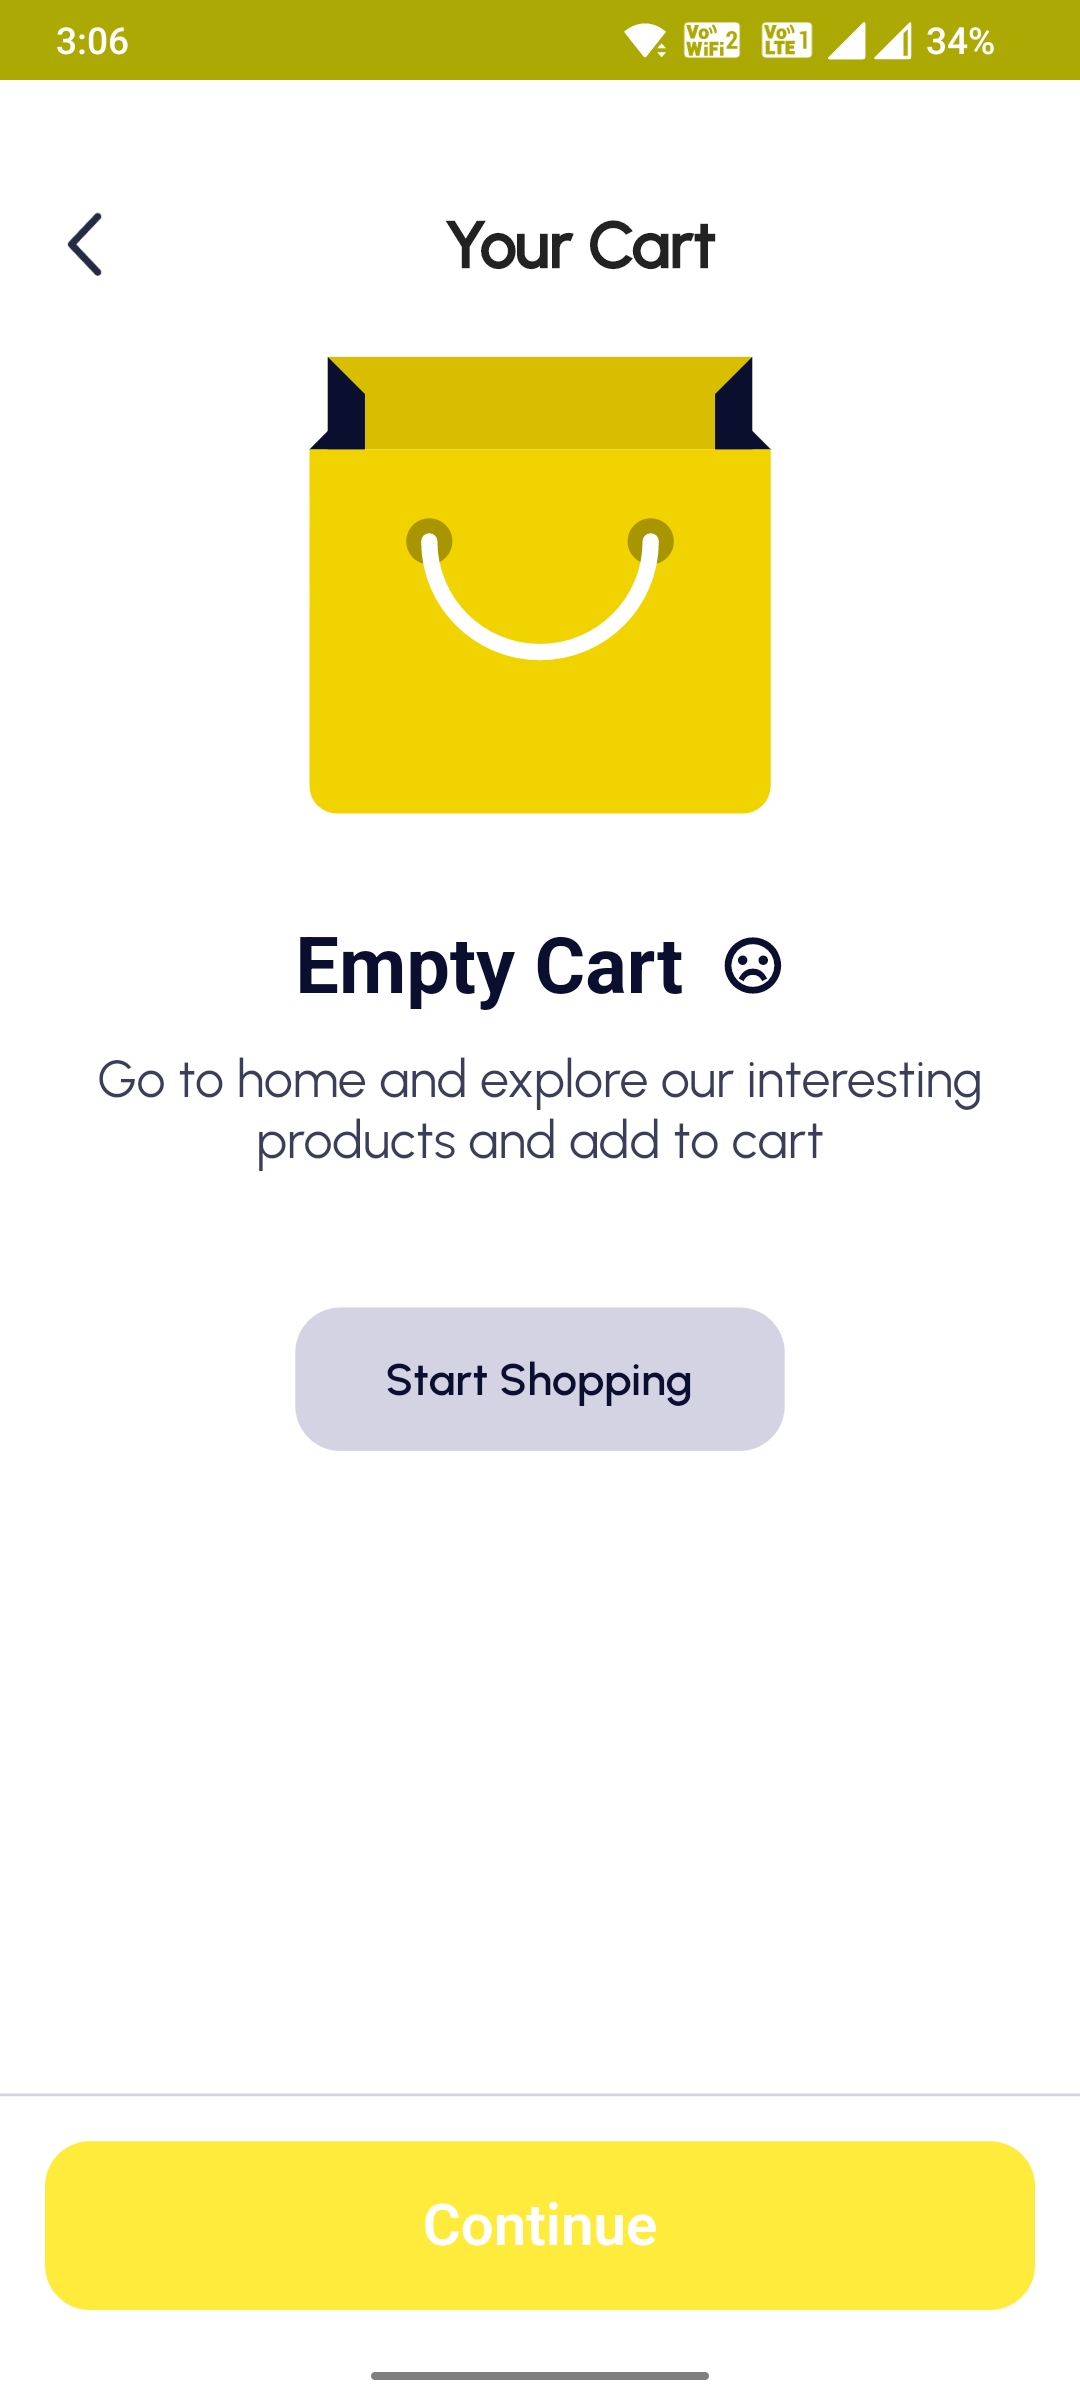 3:06
Vo WiFi 2 Vo LTE 1 34%
Your Cart
Empty Cart
Go to home and explore our interesting
products and add to cart
Start Shopping
Continue